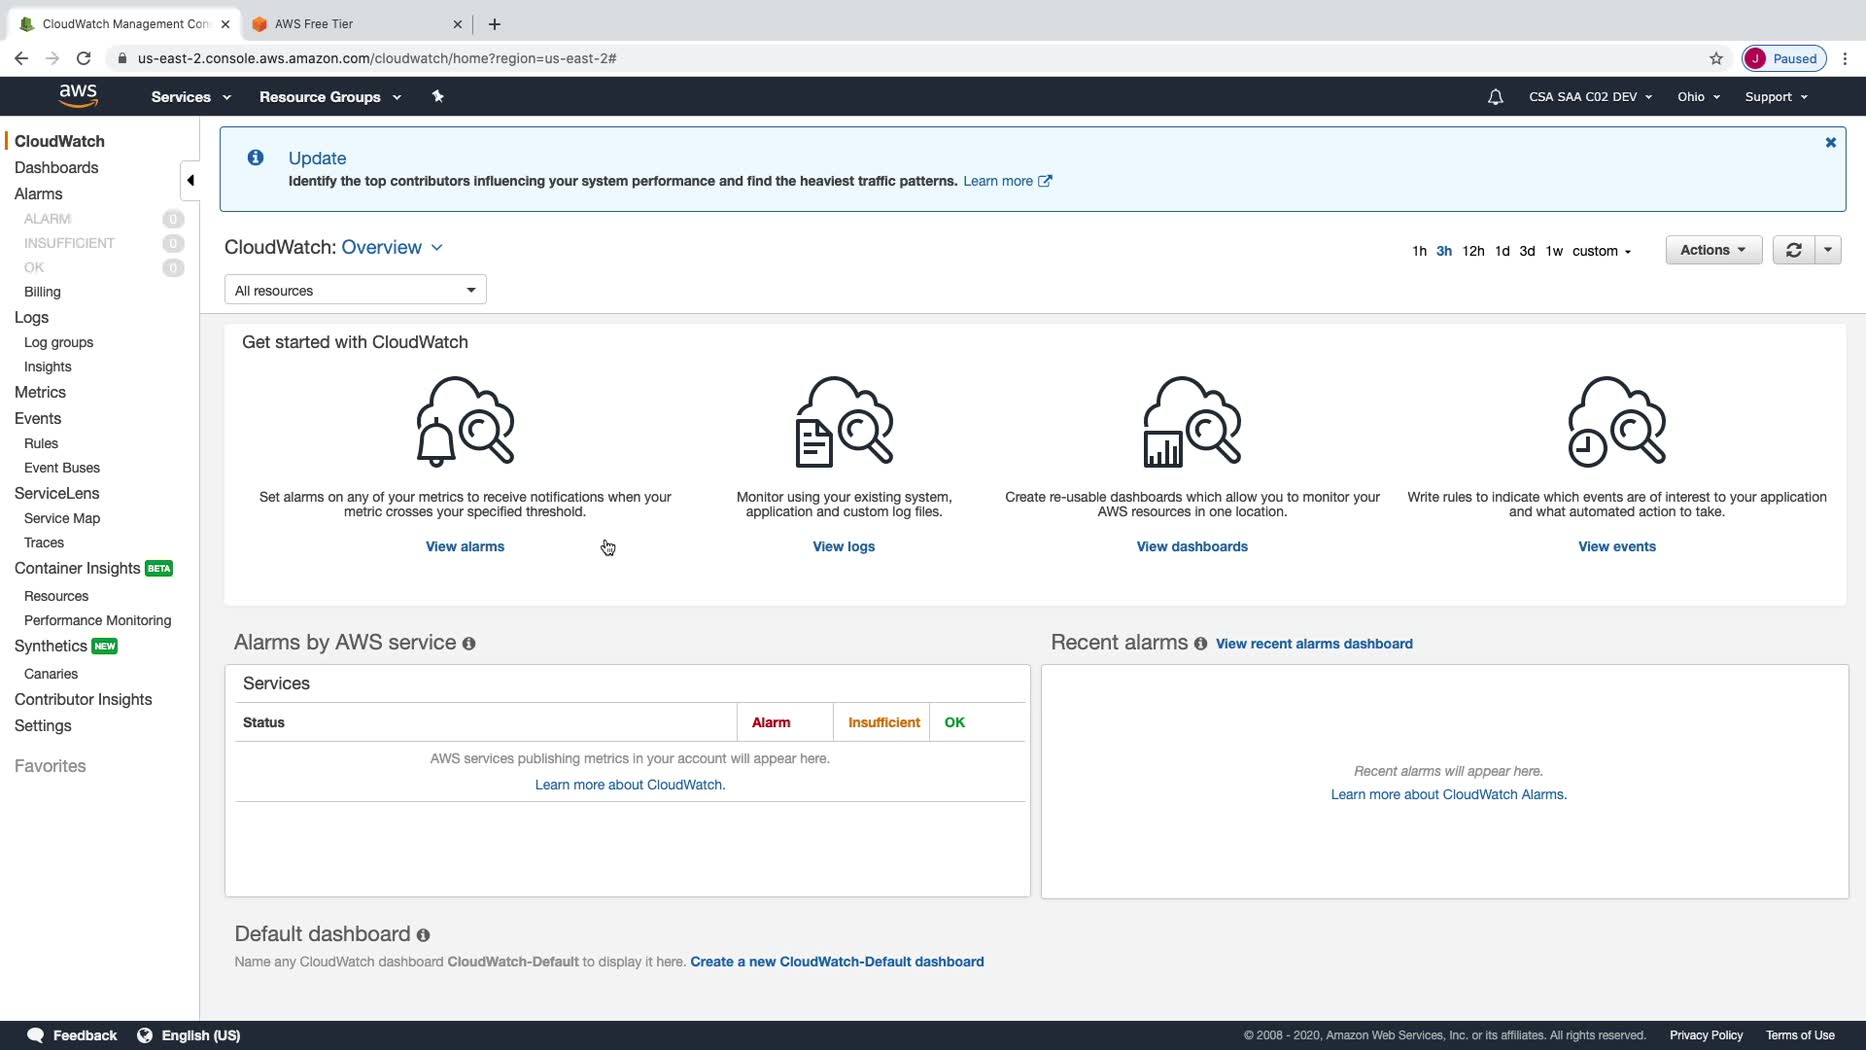 CloudWatch Management Con
AWS Free Tier
us-east-2.console.aws.amazon.com/cloudwatch/home?region=us-east-2#
J Paused
aws Services Resource Groups CSA SAA C02 DEV Ohio Support
CloudWatch
Dashboards
Alarms
ALARM 0
INSUFFICIENT 0
OK 0
Billing
Logs
Log groups
Insights
Metrics
Events
Rules
Event Buses
ServiceLens
Service Map
Traces
Container Insights BETA
Resources
Performance Monitoring
Synthetics NEW
Canaries
Contributor Insights
Settings
Favorites
Update
Identify the top contributors influencing your system performance and find the heaviest traffic patterns. Learn more
CloudWatch: Overview
1h 3h 12h 1d 3d 1w custom Actions
All resources
Get started with CloudWatch
Set alarms on any of your metrics to receive notifications when your
metric crosses your specified threshold.
View alarms
Monitor using your existing system,
application and custom log files.
View logs
Create re-usable dashboards which allow you to monitor your
AWS resources in one location.
View dashboards
Write rules to indicate which events are of interest to your application
and what automated action to take.
View events
Alarms by AWS service
Services
Status Alarm Insufficient OK
AWS services publishing metrics in your account will appear here.
Learn more about CloudWatch.
Recent alarms View recent alarms dashboard
Recent alarms will appear here.
Learn more about CloudWatch Alarms.
Default dashboard
Name any CloudWatch dashboard CloudWatch-Default to display it here. Create a new CloudWatch-Default dashboard
Feedback English (US)
© 2008 - 2020, Amazon Web Services, Inc. or its affiliates. All rights reserved. Privacy Policy Terms of Use